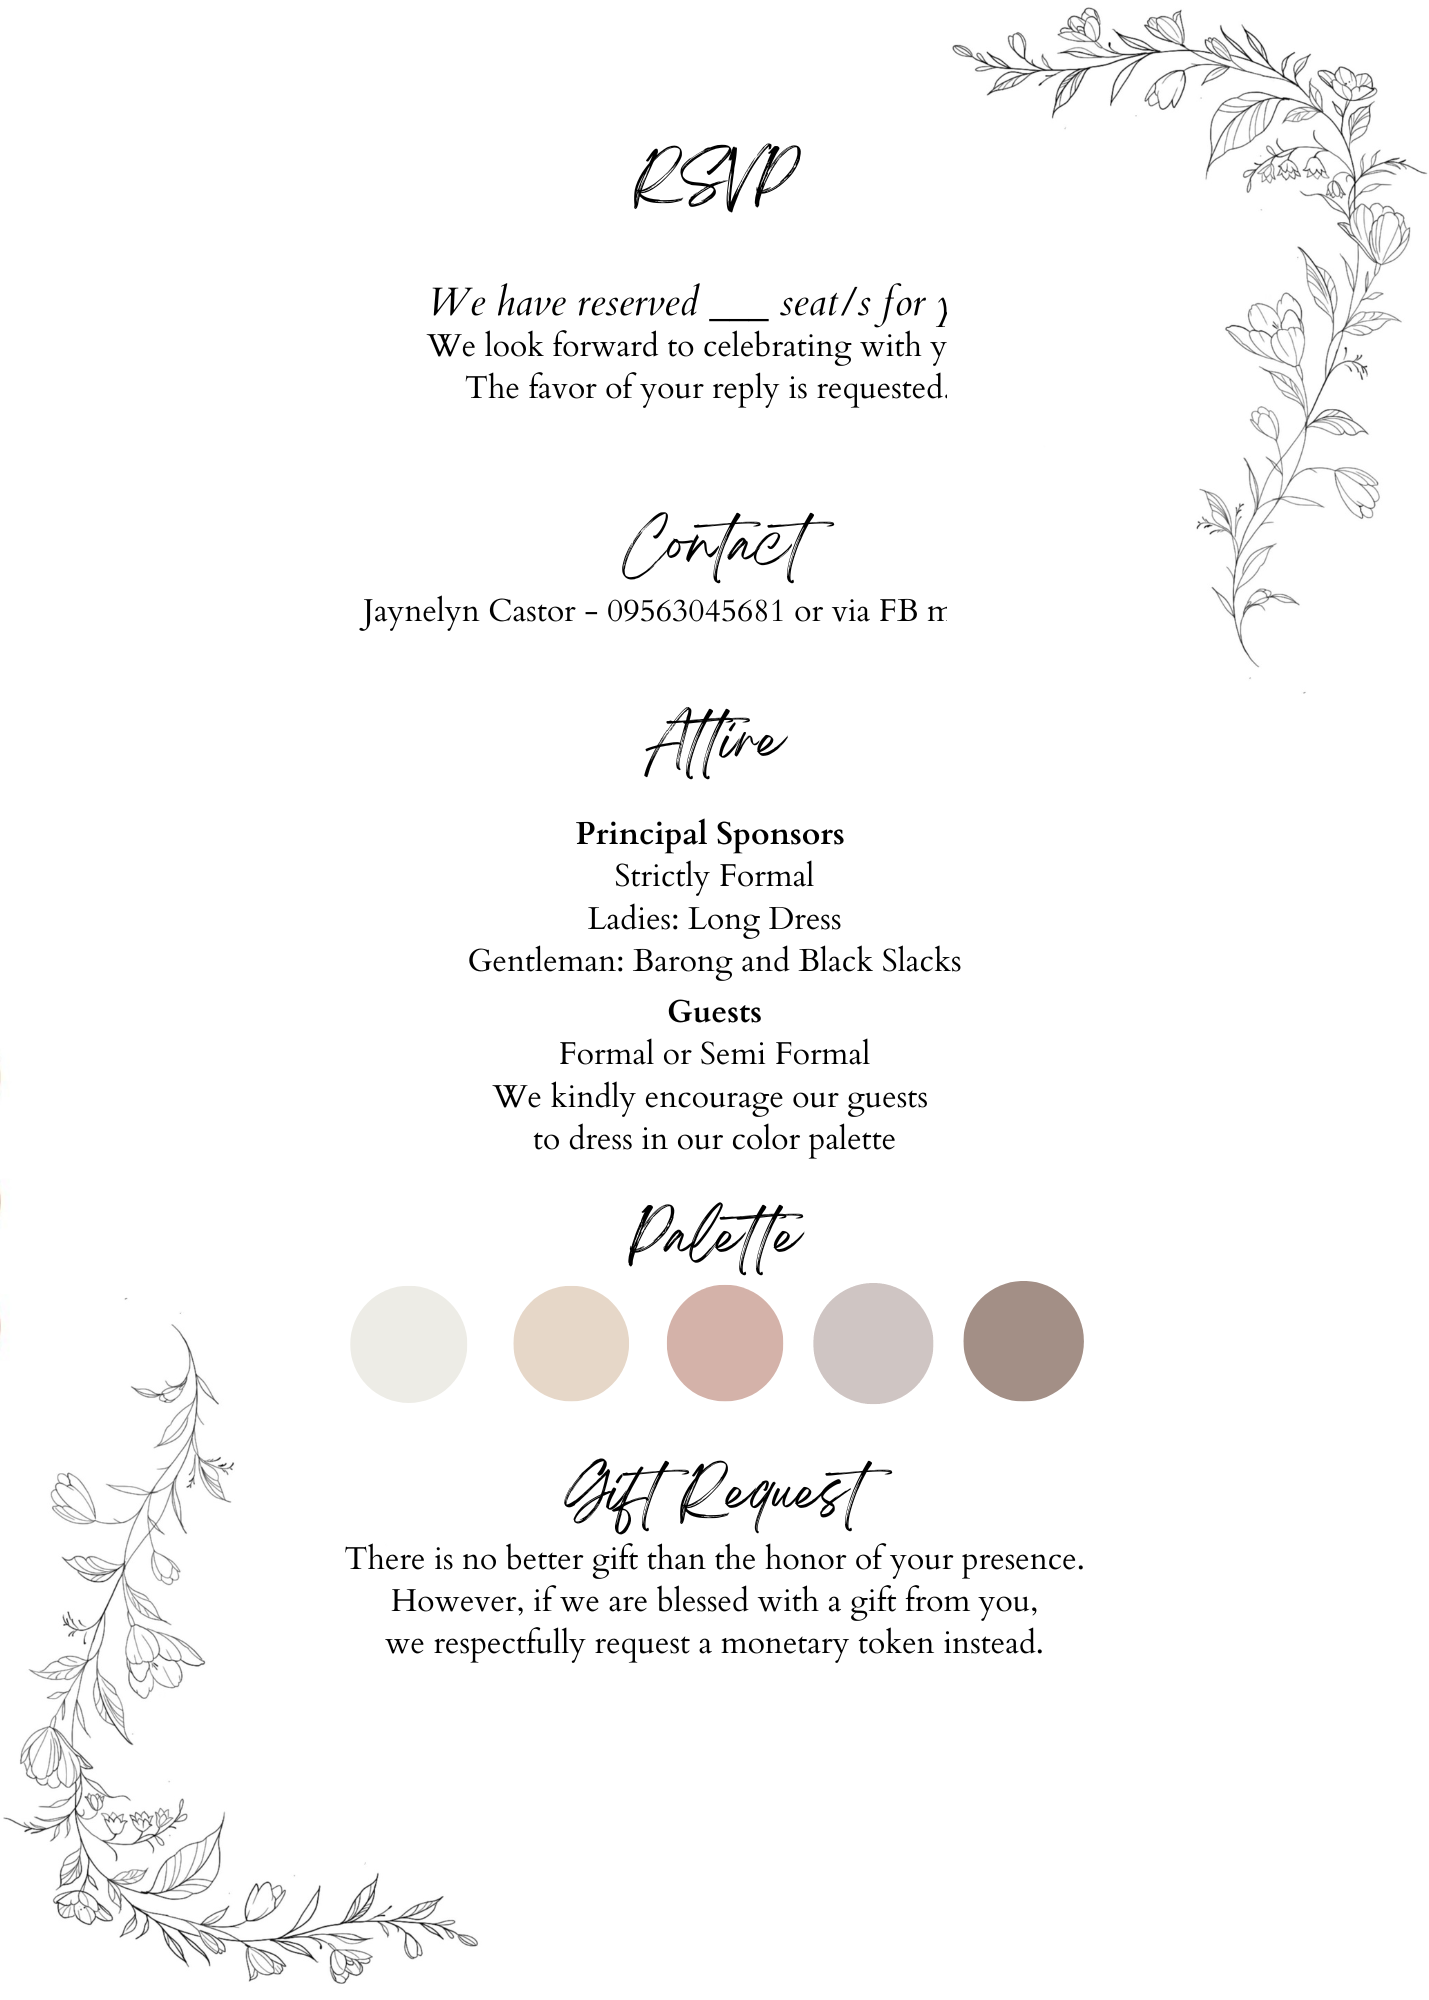 RSVP
We have reserved ___ seat/s for
We look forward to celebrating with y
The favor of your reply is requested.
Contact
Jaynelyn Castor - 09563045681 or via FB
Attire
Principal Sponsors
Strictly Formal
Ladies: Long Dress
Gentleman: Barong and Black Slacks
Guests
Formal or Semi Formal
We kindly encourage our guests
to dress in our color palette
Palette
Gift Request
There is no better gift than the honor of your presence.
However, if we are blessed with a gift from you,
we respectfully request a monetary token instead.